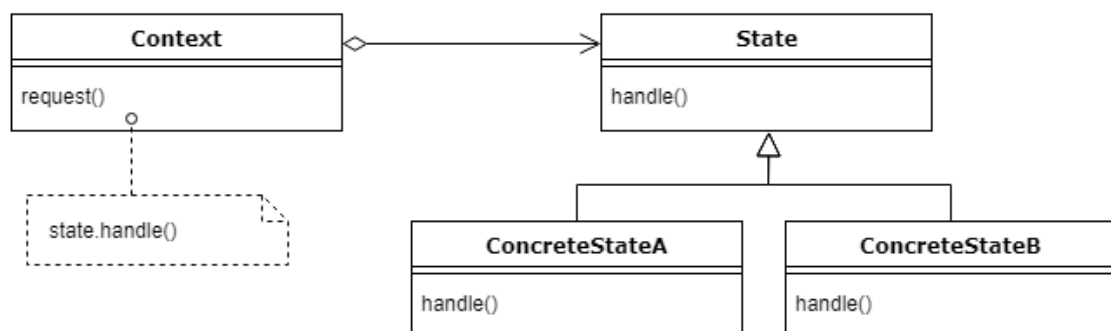 Context
State
request()
handle()
state.handle()
ConcreteStateA
ConcreteStateB
handle()
handle()